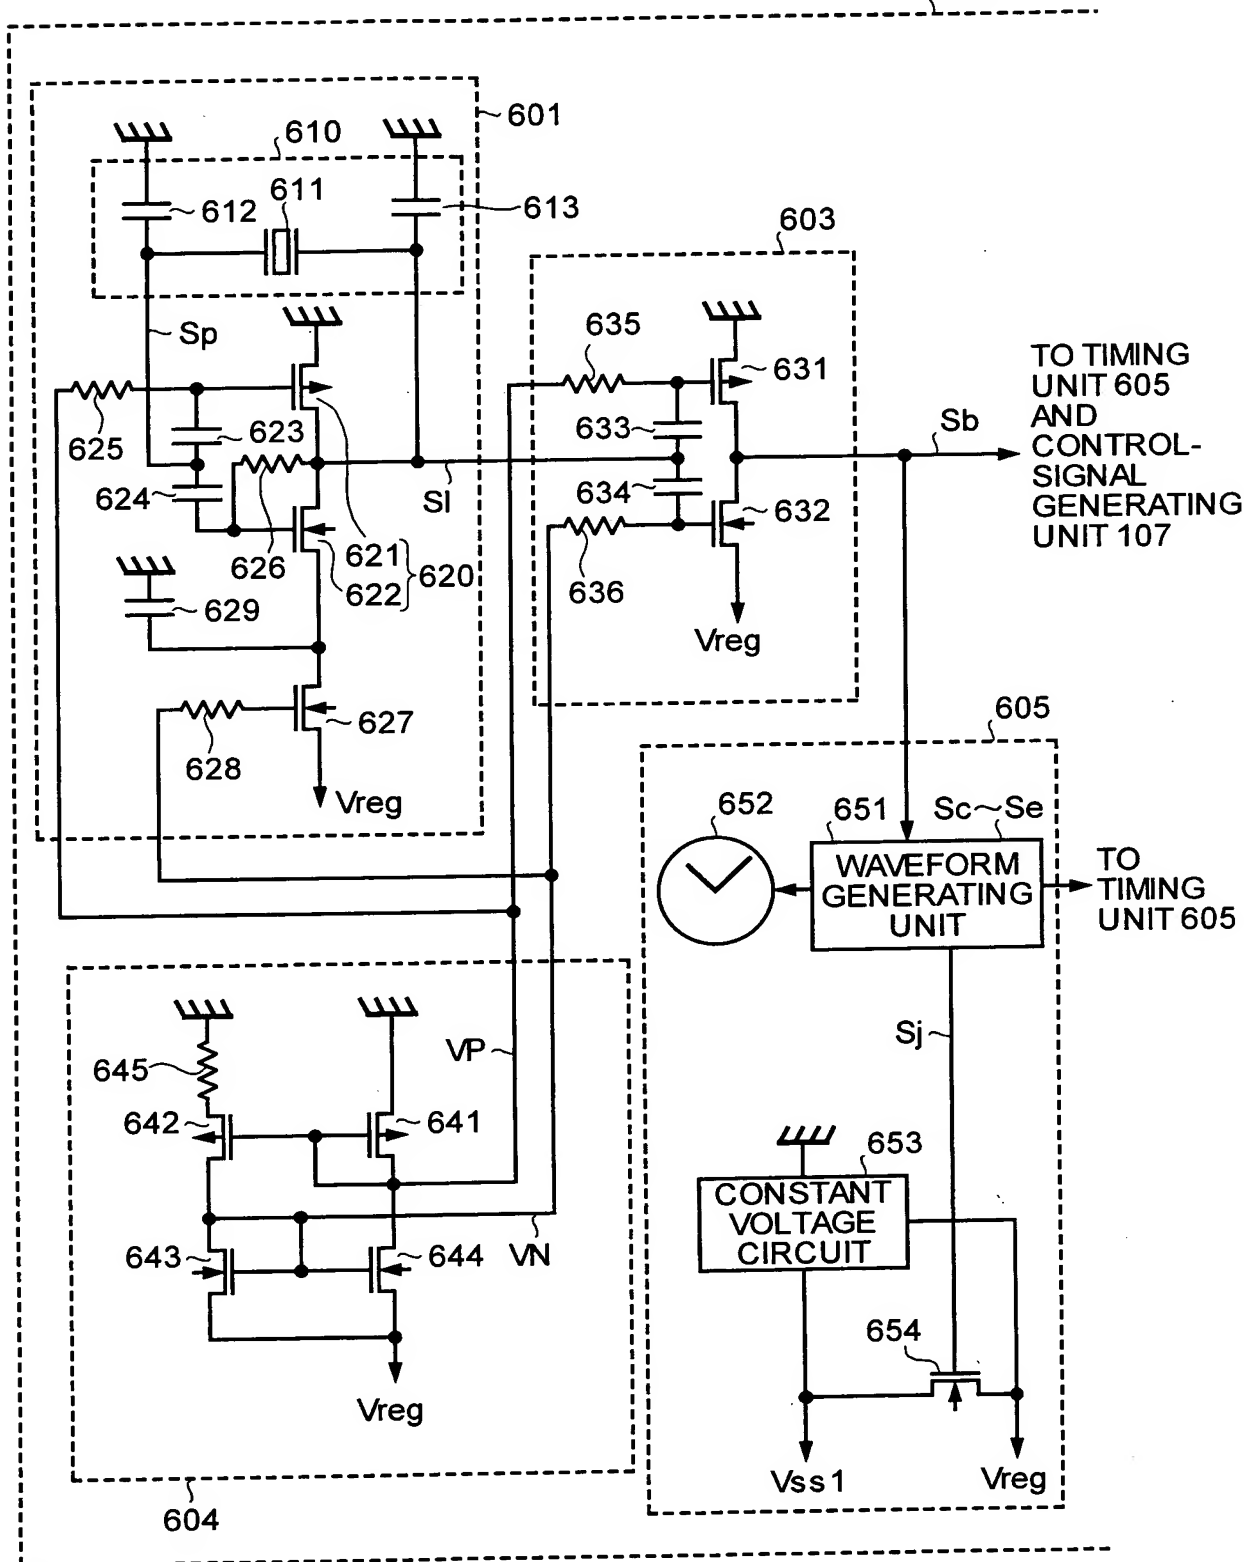 601
610
611
612
613
603
Sp
635
631
TO TIMING
UNIT 605
AND
CONTROL-
SIGNAL
GENERATING
UNIT 107
625
623
633
Sb
624
SI
634
632
626
621
622
620
636
629
Vreg
627
628
Vreg
605
652
651
Sc~Se
WAVEFORM
GENERATING
UNIT
TO
TIMING
UNIT 605
645
VP
Sj
642
641
653
CONSTANT
VOLTAGE
CIRCUIT
643
644
VN
654
Vreg
Vss1
Vreg
604